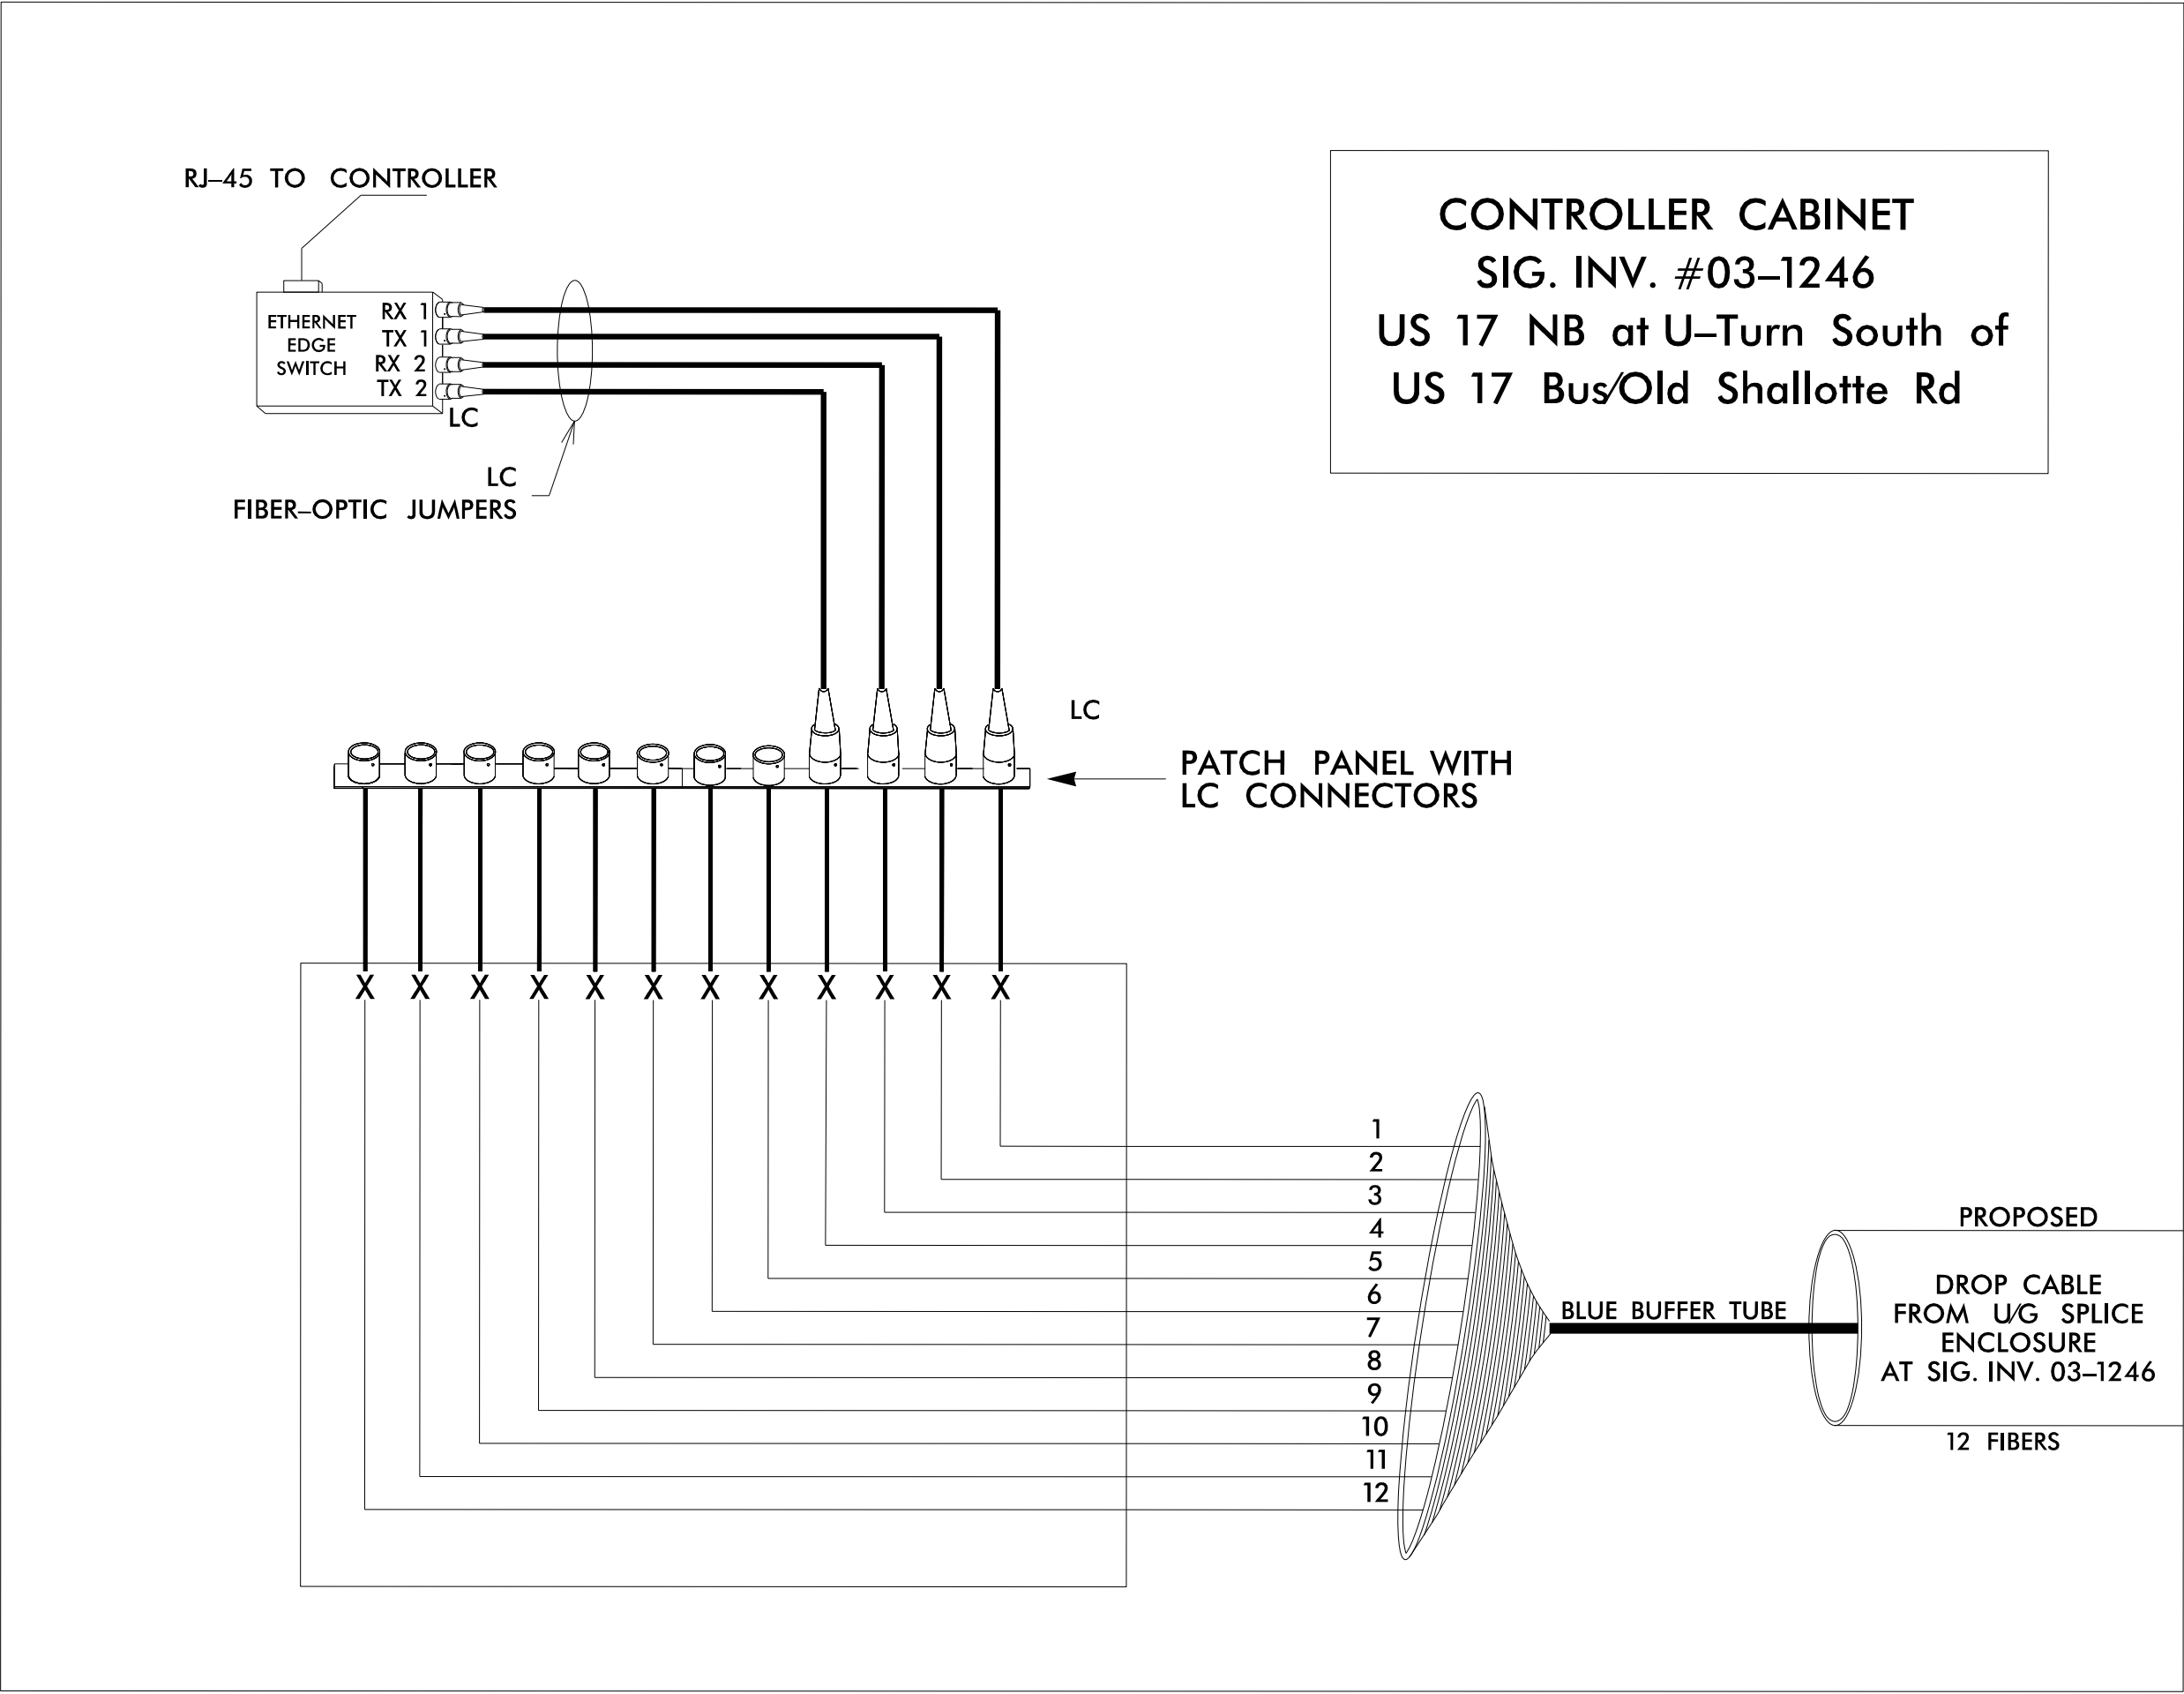 RJ-45 TO CONTROLLER
CONTROLLER CABINET
SIG. INV. #03-1246
US 17 NB at U-Turn South of
US 17 Bus/Old Shallotte Rd
ETHERNET
EDGE
SWITCH
RX 1
TX 1
RX 2
TX 2
LC
LC
FIBER-OPTIC JUMPERS
LC
PATCH PANEL WITH
LC CONNECTORS
X X X X X X X X X X X X
1
2
3
4
5
6
7
8
9
10
11
12
BLUE BUFFER TUBE
PROPOSED
DROP CABLE
FROM U/G SPLICE
ENCLOSURE
AT SIG. INV. 03-1246
12 FIBERS